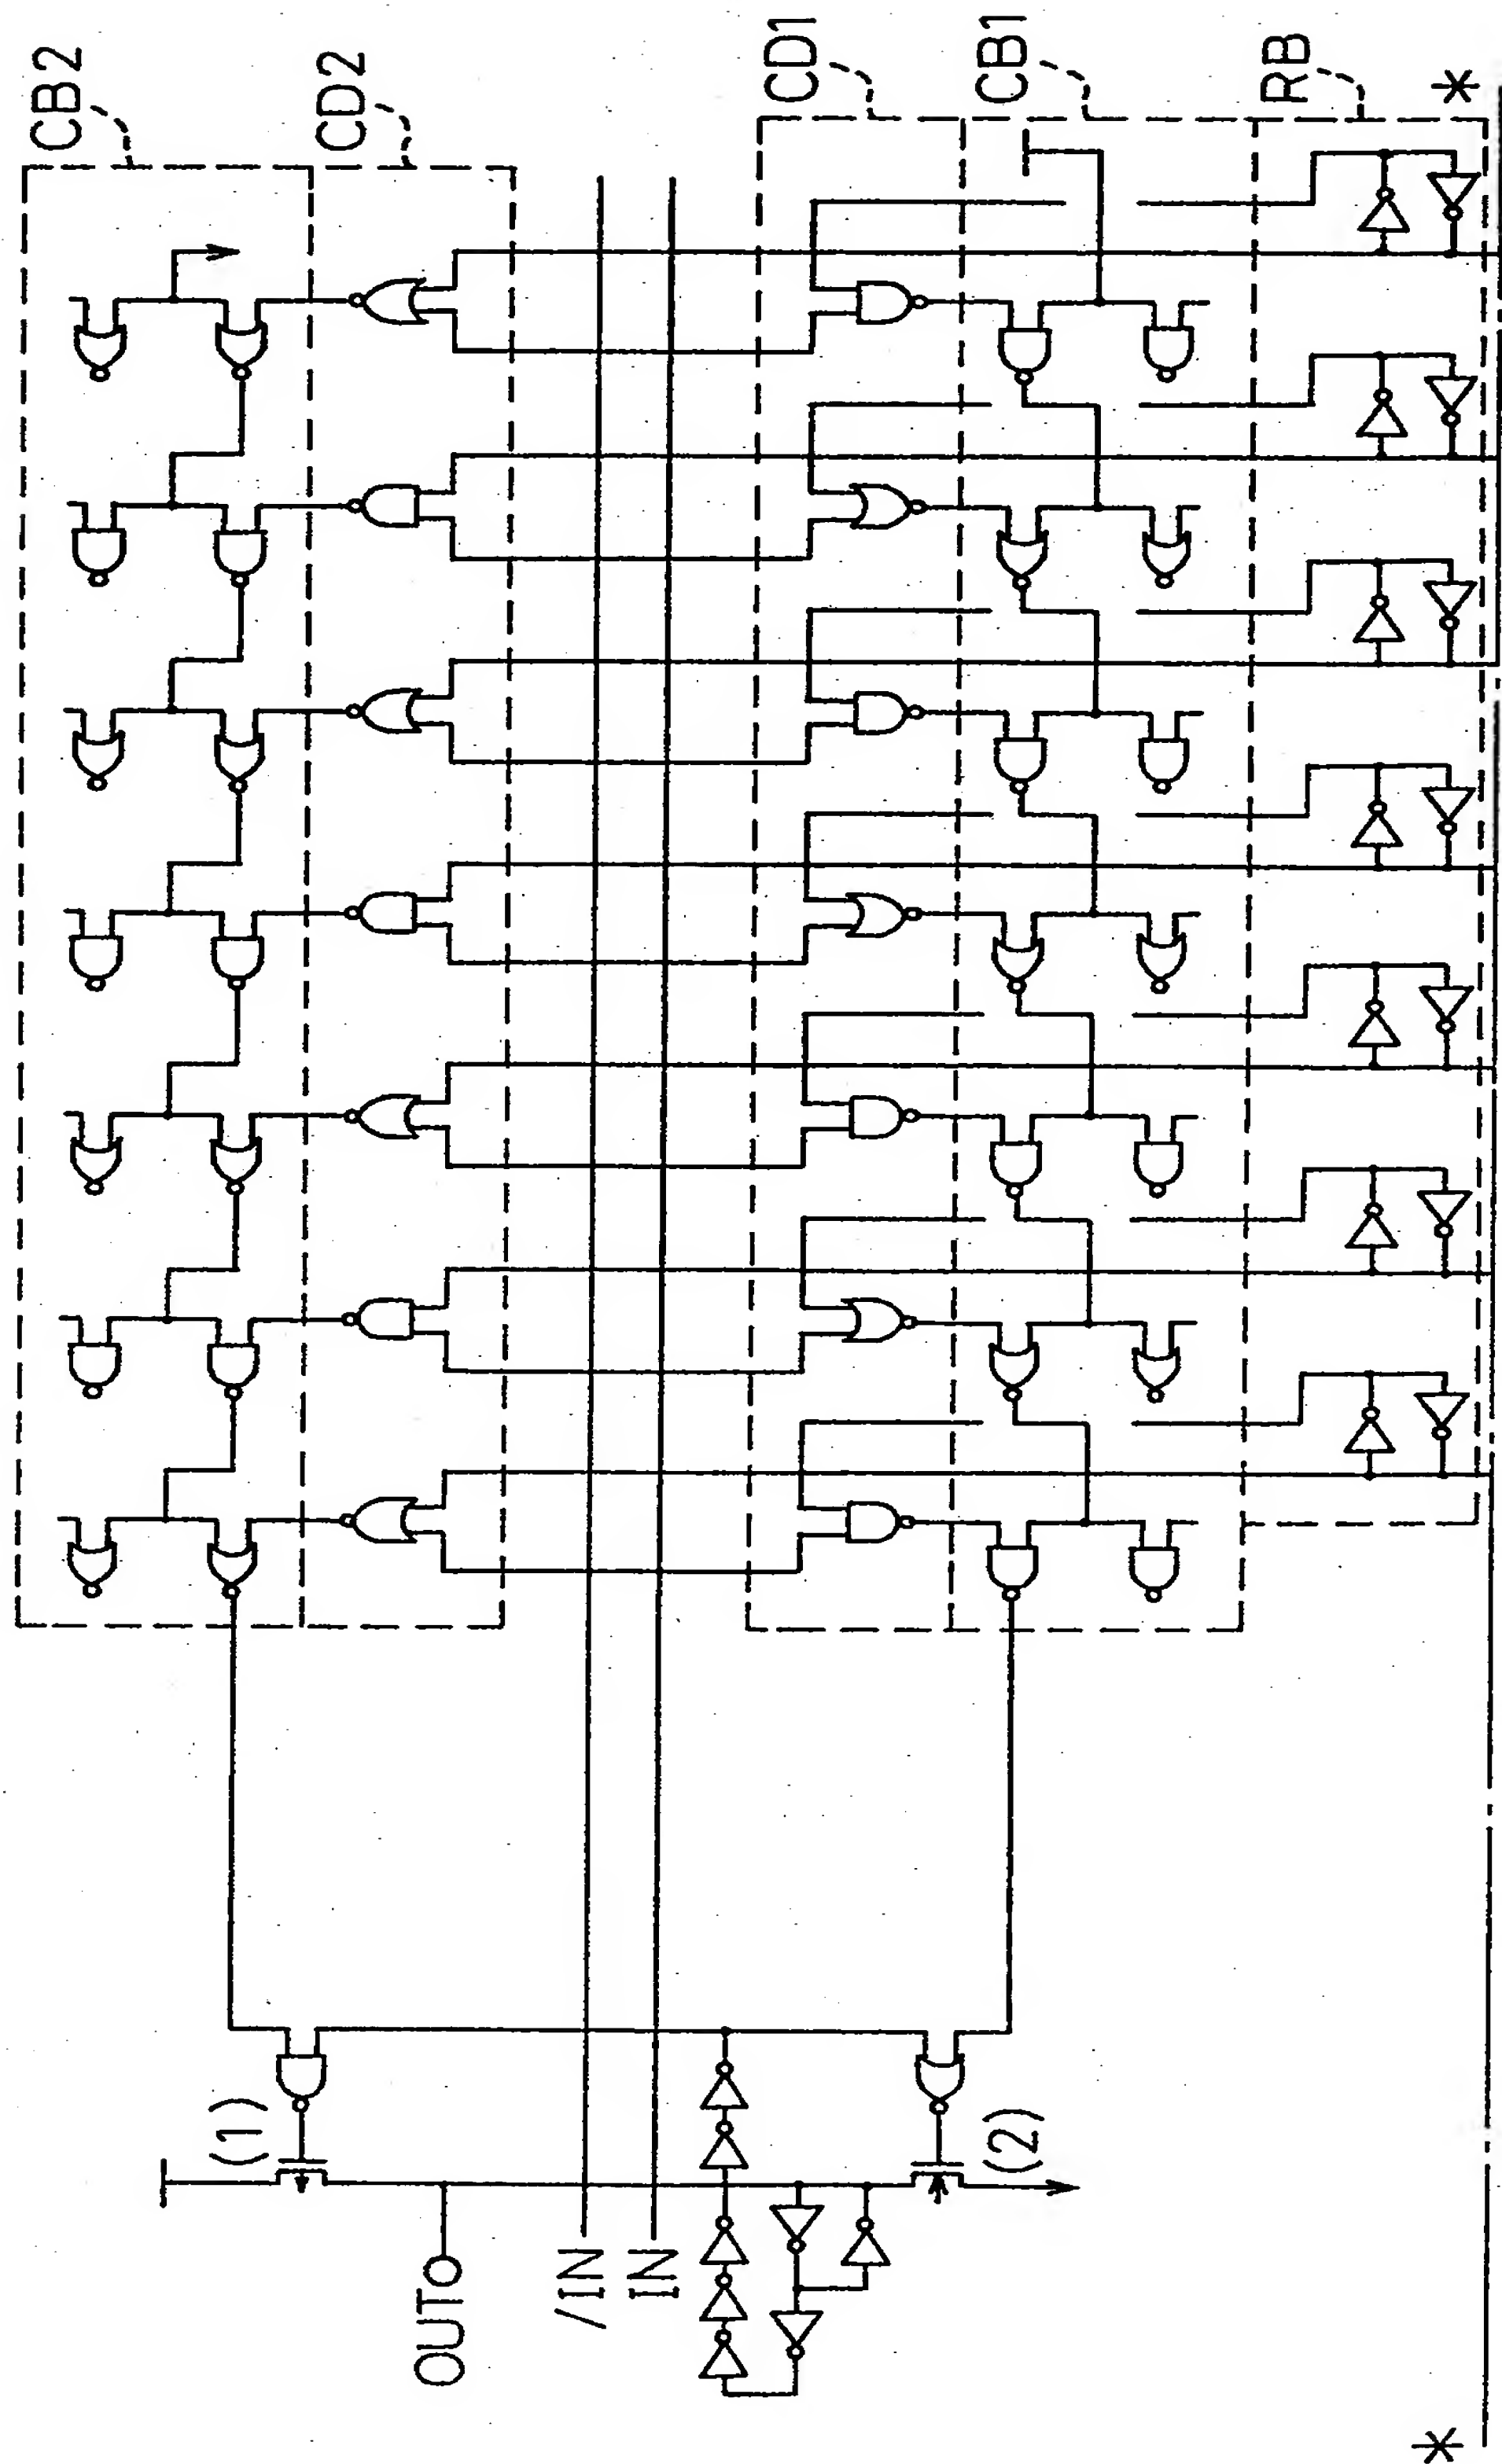 CB2
CD2
CD1
CB1
RB
*
(1)
(2)
OUT
/IN
IN
*